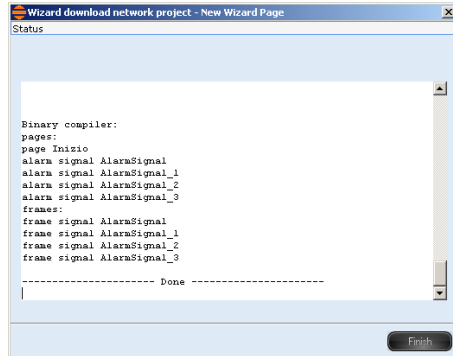 Wizard download network project - New Wizard Page
Status
Binary compiler:
pages:
page Inizio
alarm signal AlarmSignal
alarm signal AlarmSignal_1
alarm signal AlarmSignal_2
alarm signal AlarmSignal_3
frames:
frame signal AlarmSignal
frame signal AlarmSignal_1
frame signal AlarmSignal_2
frame signal AlarmSignal_3
--------------------- Done ---------------------
Finish